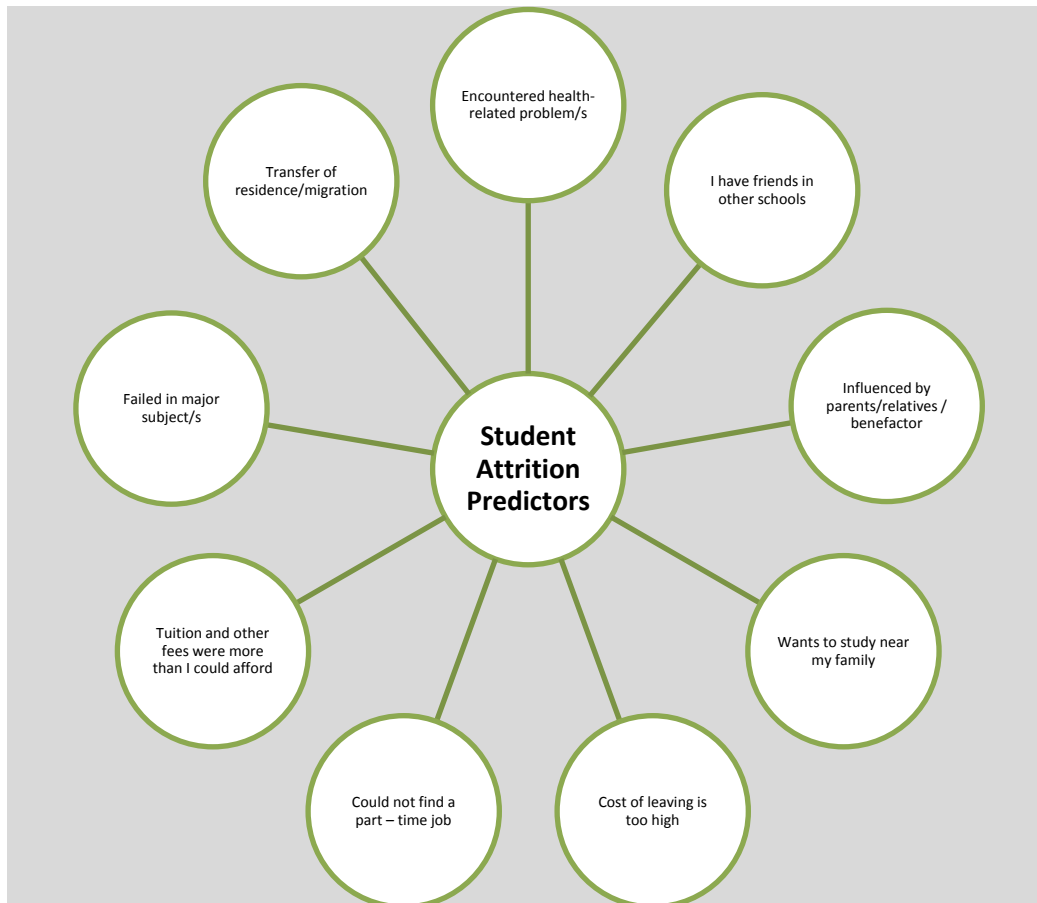 Encountered health-
related problem/s
I have friends in
other schools
Influenced by
parents/relatives /
benefactor
Wants to study near
my family
Cost of leaving is
too high
Could not find a
part – time job
Tuition and other
fees were more
than I could afford
Failed in major
subject/s
Transfer of
residence/migration
Student
Attrition
Predictors